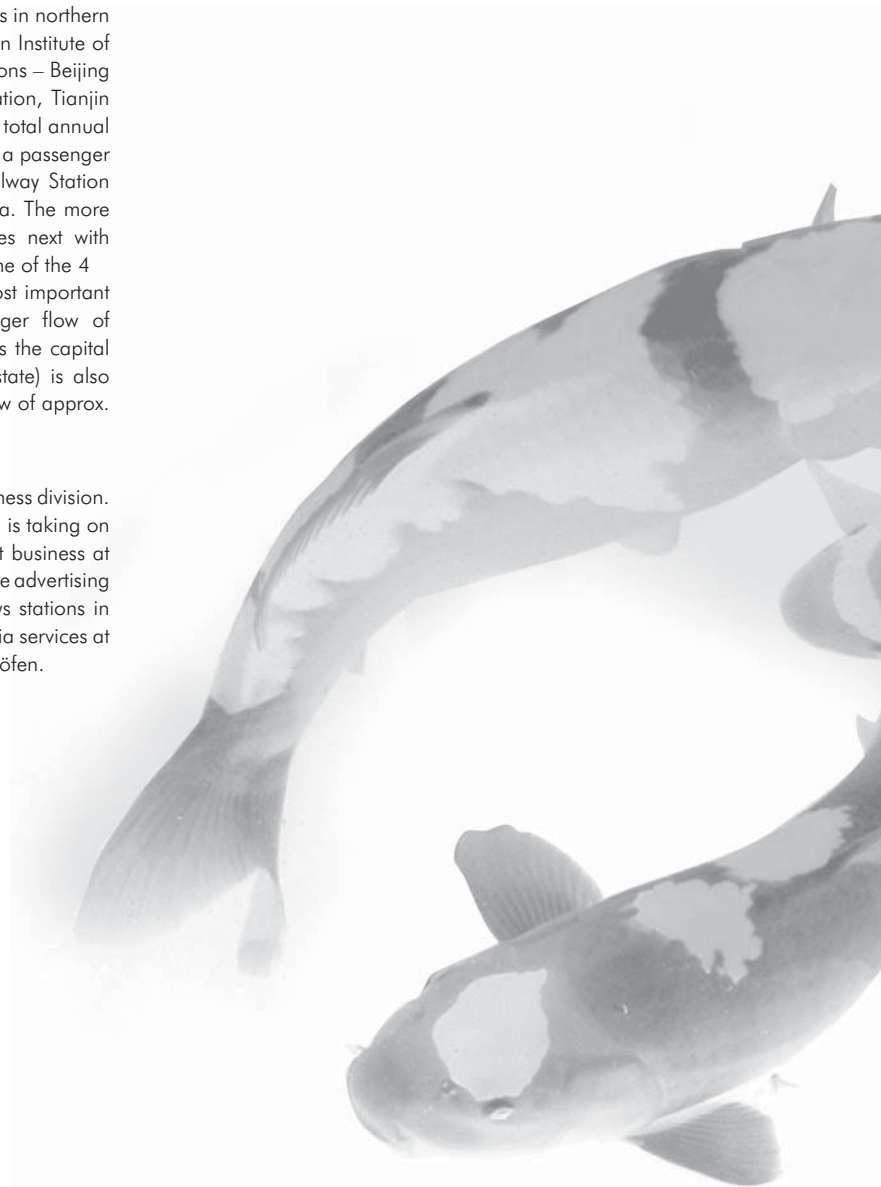 s in northern
n Institute of
ons – Beijing
ation, Tianjin
total annual
a passenger
lway Station
a. The more
es next with
ne of the 4
ost important
ger flow of
s the capital
state) is also
w of approx.
ness division.
is taking on
t business at
e advertising
ws stations in
ia services at
öfen.